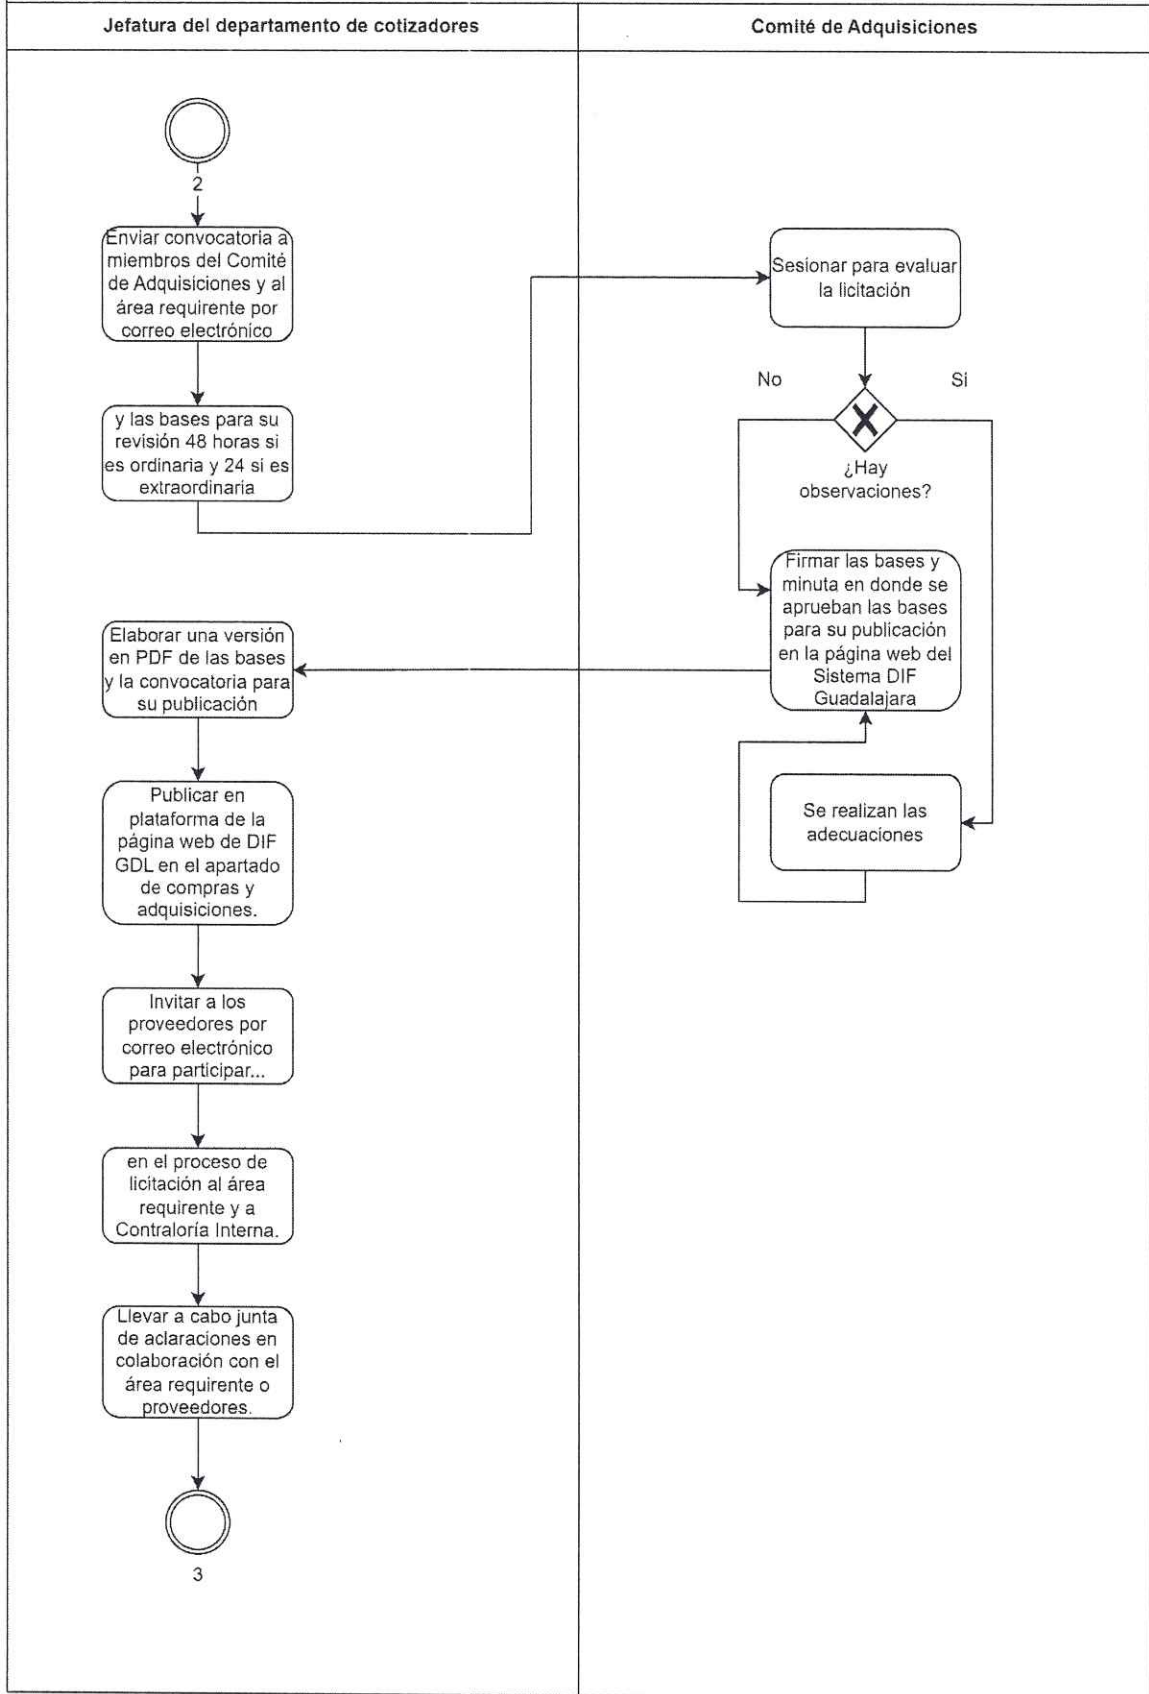 Jefatura del departamento de cotizadores
Comité de Adquisiciones
2
Enviar convocatoria a
miembros del Comité
de Adquisiciones y al
área requirente por
correo electrónico
y las bases para su
revisión 48 horas si
es ordinaria y 24 si es
extraordinaria
Sesionar para evaluar
la licitación
No
Si
¿Hay
observaciones?
Firmar las bases y
minuta en donde se
aprueban las bases
para su publicación
en la página web del
Sistema DIF
Guadalajara
Se realizan las
adecuaciones
Elaborar una versión
en PDF de las bases
y la convocatoria para
su publicación
Publicar en
plataforma de la
página web de DIF
GDL en el apartado
de compras y
adquisiciones.
Invitar a los
proveedores por
correo electrónico
para participar...
en el proceso de
licitación al área
requirente y a
Contraloría Interna.
Llevar a cabo junta
de aclaraciones en
colaboración con el
área requirente o
proveedores.
3